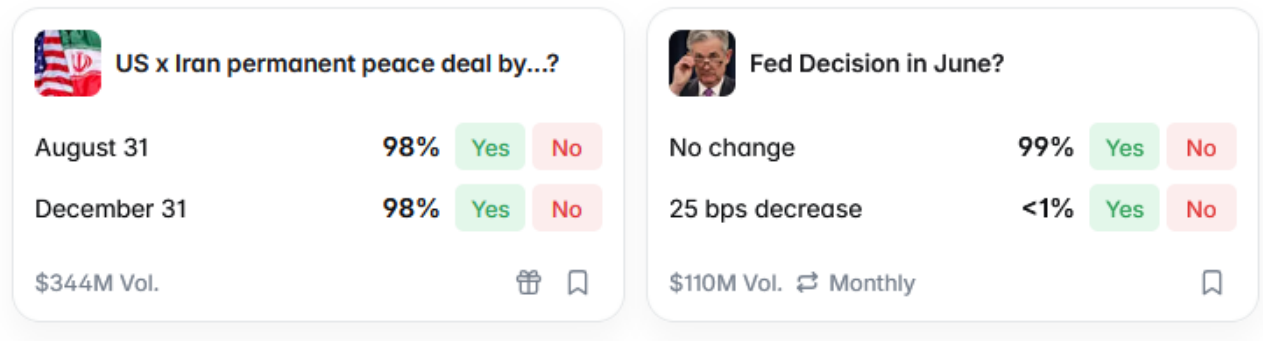 US x Iran permanent peace deal by...?
August 31 98% Yes No
December 31 98% Yes No
$344M Vol.
Fed Decision in June?
No change 99% Yes No
25 bps decrease <1% Yes No
$110M Vol. Monthly